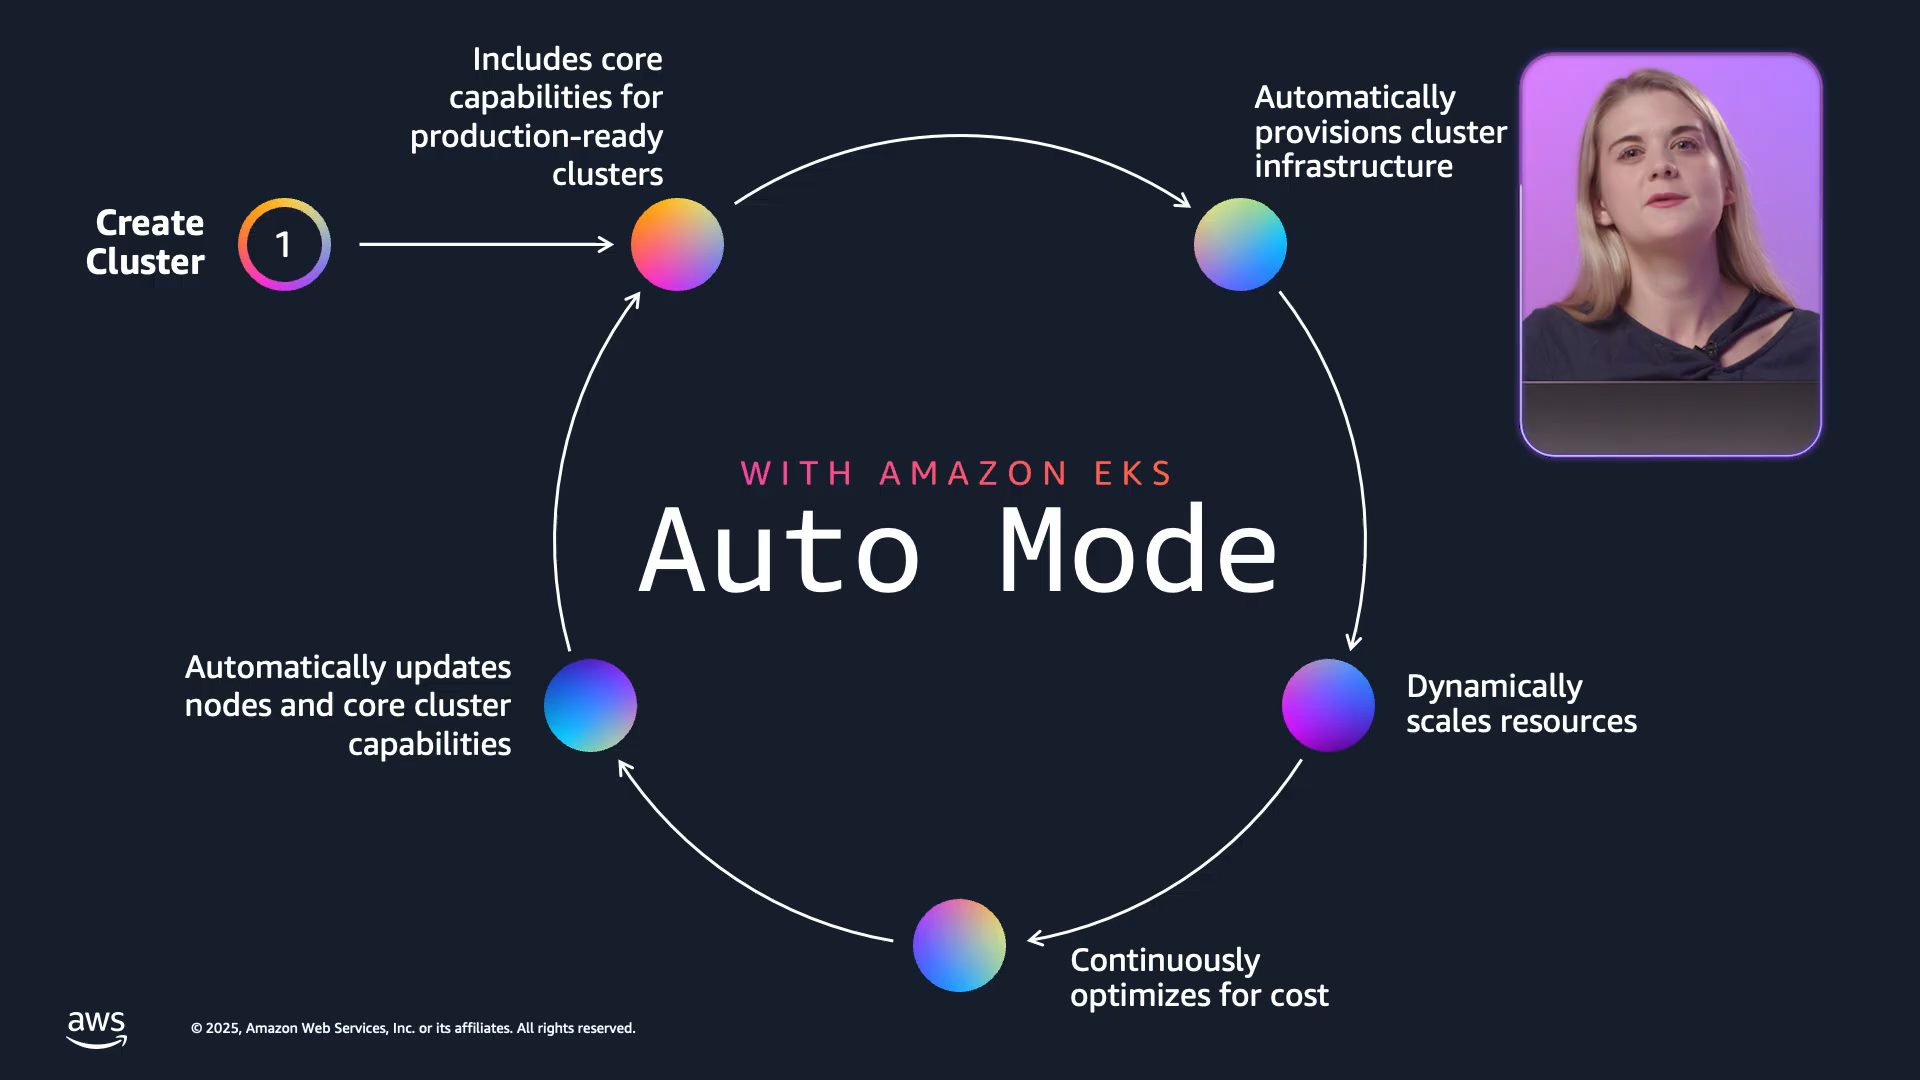 Includes core
capabilities for
production-ready
clusters
Automatically
provisions cluster
infrastructure
Create
Cluster
1
WITH AMAZON EKS
Auto Mode
Automatically updates
nodes and core cluster
capabilities
Dynamically
scales resources
Continuously
optimizes for cost
aws
© 2025, Amazon Web Services, Inc. or its affiliates. All rights reserved.